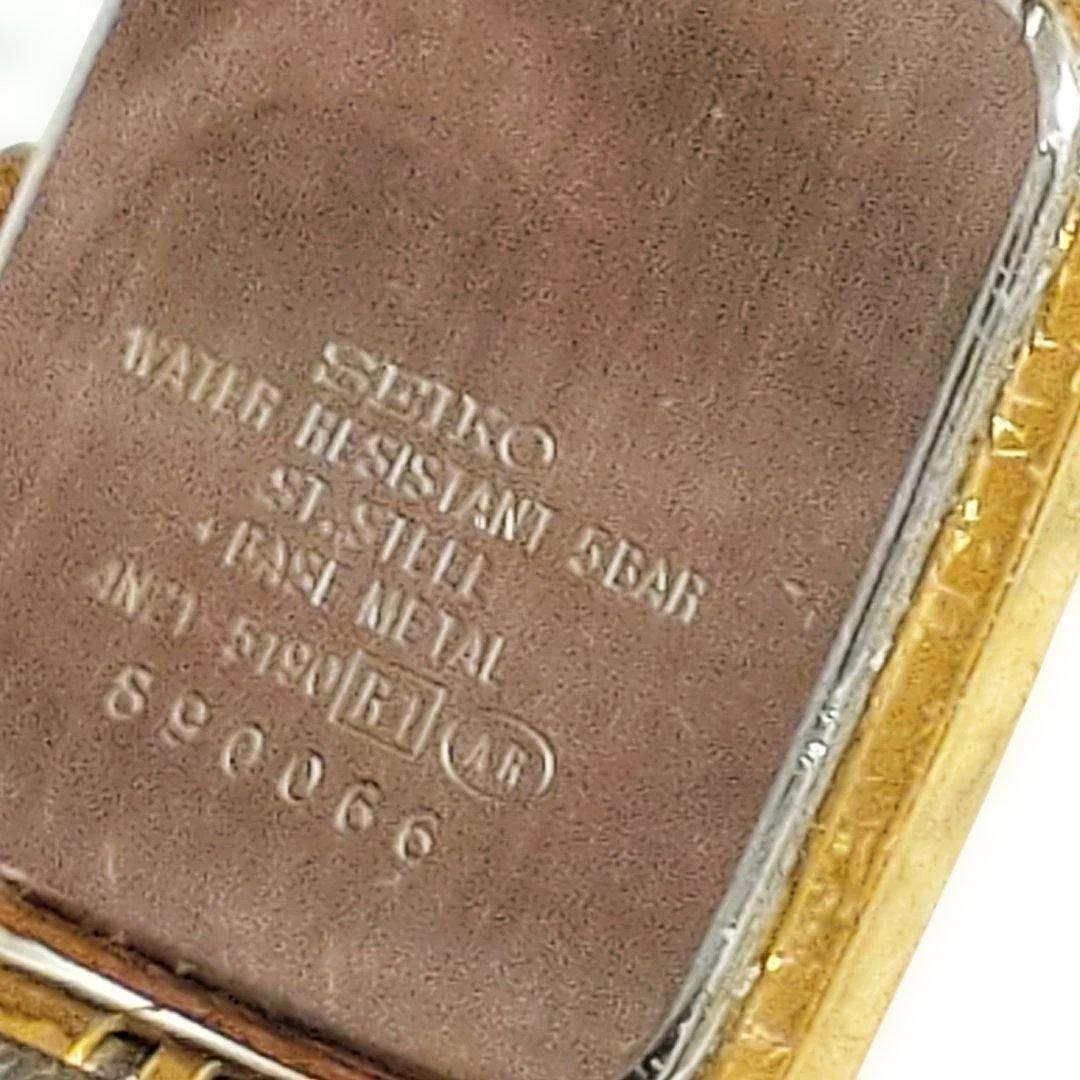 SEIKO
WATER RESISTANT 5BAR
ST.STEEL
+BASE METAL
4N21 5190 R1 AR
890066